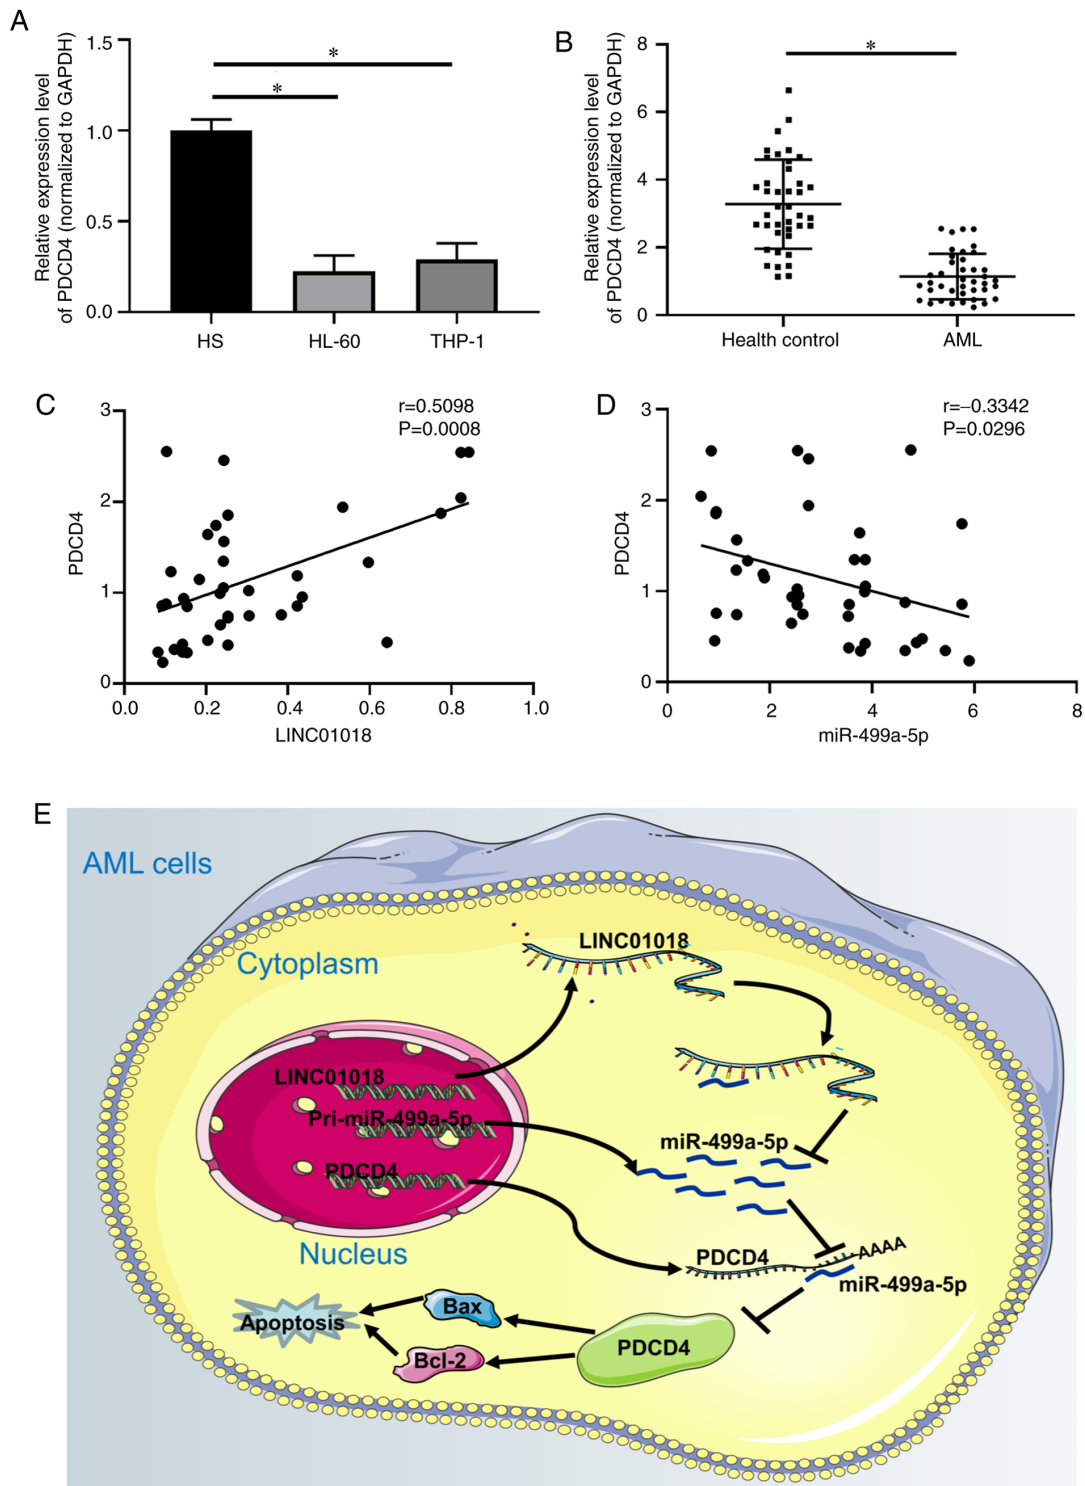 A
Relative expression level
of PDCD4 (normalized to GAPDH)
1.5
1.0
0.5
0.0
*
*
HS
HL-60
THP-1
B
Relative expression level
of PDCD4 (normalized to GAPDH)
8
6
4
2
0
*
Health control
AML
C
PDCD4
3
2
1
0
r=0.5098
P=0.0008
0.0
0.2
0.4
0.6
0.8
1.0
LINC01018
D
PDCD4
3
2
1
0
r=−0.3342
P=0.0296
0
2
4
6
8
miR-499a-5p
E
AML cells
Cytoplasm
LINC01018
LINC01018
Pri-miR-499a-5p
PDCD4
Nucleus
miR-499a-5p
PDCD4
AAAA
miR-499a-5p
Bax
Apoptosis
Bcl-2
PDCD4